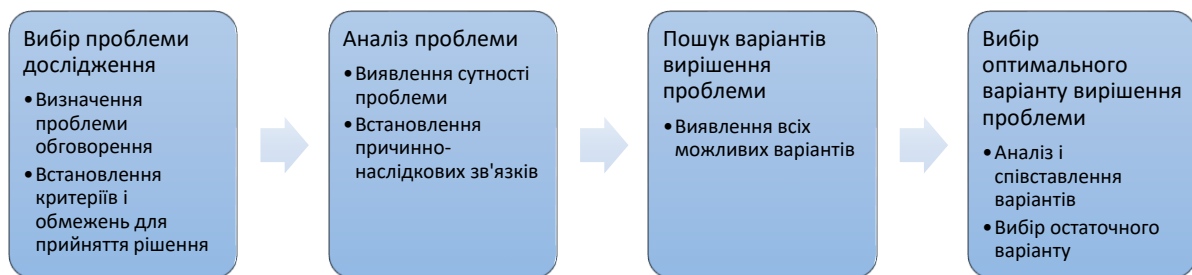 Вибір проблеми
дослідження
•Визначення
проблеми
обговорення
•Встановлення
критеріїв і
обмежень для
прийняття рішення
Аналіз проблеми
•Виявлення сутності
проблеми
•Встановлення
причинно-
наслідкових зв'язків
Пошук варіантів
вирішення
проблеми
•Виявлення всіх
можливих варіантів
Вибір
оптимального
варіанту вирішення
проблеми
•Аналіз і
співставлення
варіантів
•Вибір остаточного
варіанту